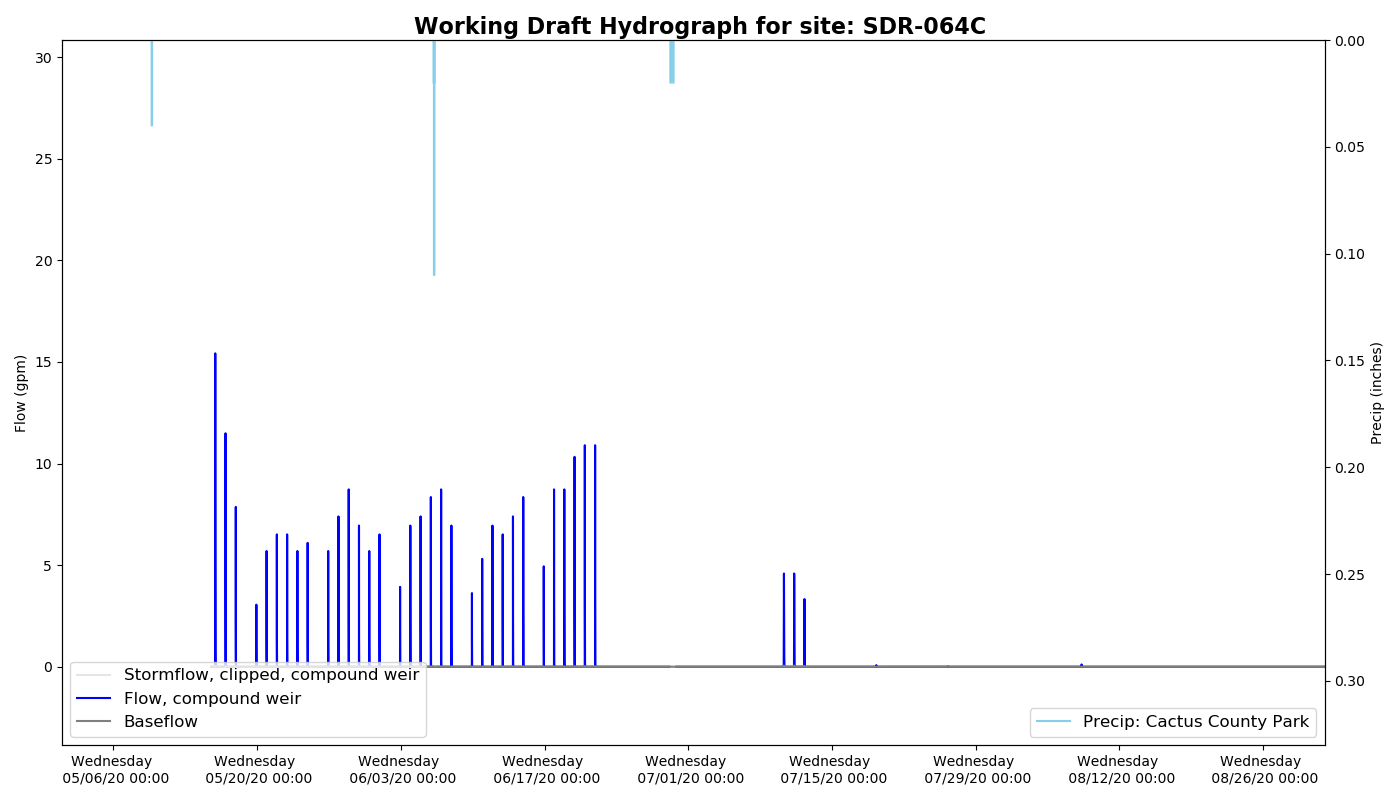 Working Draft Hydrograph for site: SDR-064C
30
25
20
15
10
5
0
Flow (gpm)
0.00
0.05
0.10
0.15
0.20
0.25
0.30
Precip (inches)
Stormflow, clipped, compound weir
Flow, compound weir
Baseflow
Precip: Cactus County Park
Wednesday
05/06/20 00:00
Wednesday
05/20/20 00:00
Wednesday
06/03/20 00:00
Wednesday
06/17/20 00:00
Wednesday
07/01/20 00:00
Wednesday
07/15/20 00:00
Wednesday
07/29/20 00:00
Wednesday
08/12/20 00:00
Wednesday
08/26/20 00:00